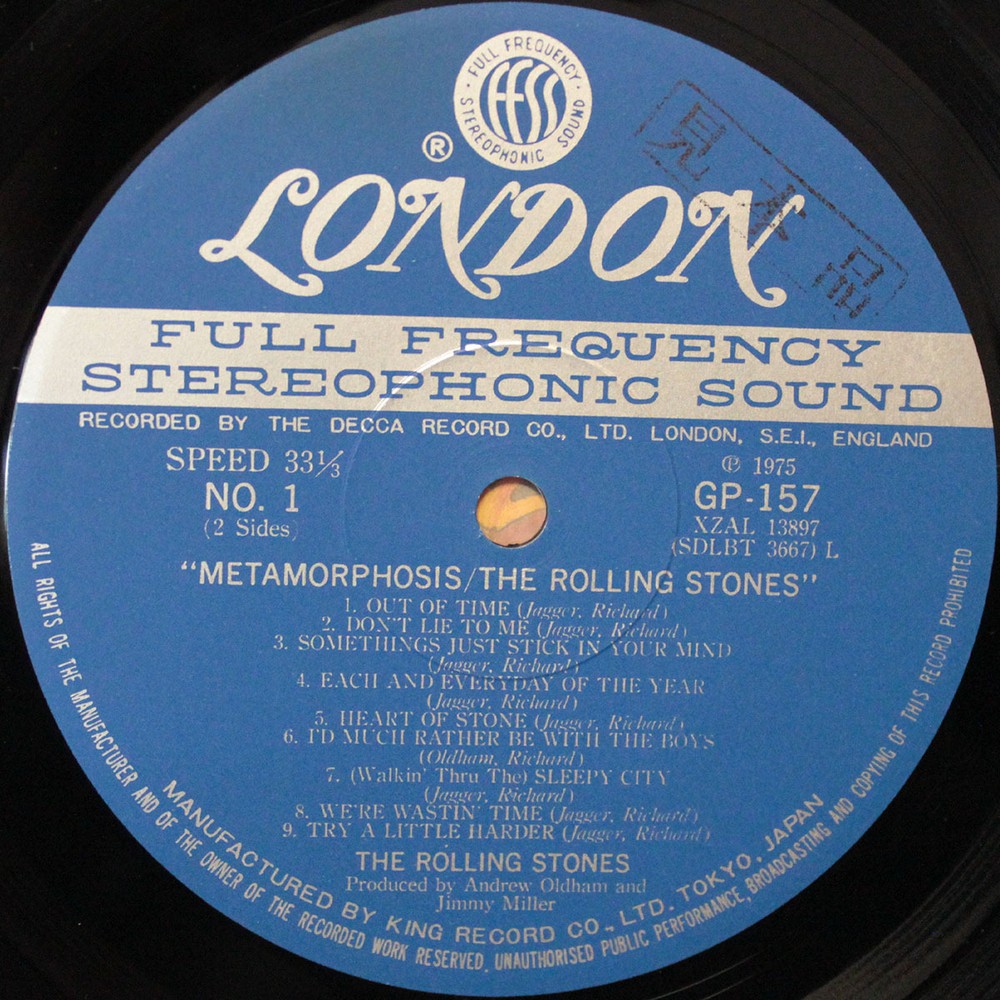 FULL FREQUENCY
STEREOPHONIC SOUND
FFSS
®
見本品
LONDON
FULL FREQUENCY
STEREOPHONIC SOUND
RECORDED BY THE DECCA RECORD CO., LTD. LONDON, S.E.I., ENGLAND
SPEED 33⅓
NO. 1
(2 Sides)
℗ 1975
GP-157
XZAL 13897
(SDLBT 3667) L
"METAMORPHOSIS/THE ROLLING STONES"
1. OUT OF TIME (Jagger, Richard)
2. DON'T LIE TO ME (Jagger, Richard)
3. SOMETHINGS JUST STICK IN YOUR MIND
(Jagger, Richard)
4. EACH AND EVERYDAY OF THE YEAR
(Jagger, Richard)
5. HEART OF STONE (Jagger, Richard)
6. I'D MUCH RATHER BE WITH THE BOYS
(Oldham, Richard)
7. (Walkin' Thru The) SLEEPY CITY
(Jagger, Richard)
8. WE'RE WASTIN' TIME (Jagger, Richard)
9. TRY A LITTLE HARDER (Jagger, Richard)
THE ROLLING STONES
Produced by Andrew Oldham and
Jimmy Miller
MANUFACTURED BY KING RECORD CO., LTD. TOKYO, JAPAN
ALL RIGHTS OF THE MANUFACTURER AND OF THE OWNER OF THE RECORDED WORK RESERVED. UNAUTHORISED PUBLIC PERFORMANCE, BROADCASTING AND COPYING OF THIS RECORD PROHIBITED